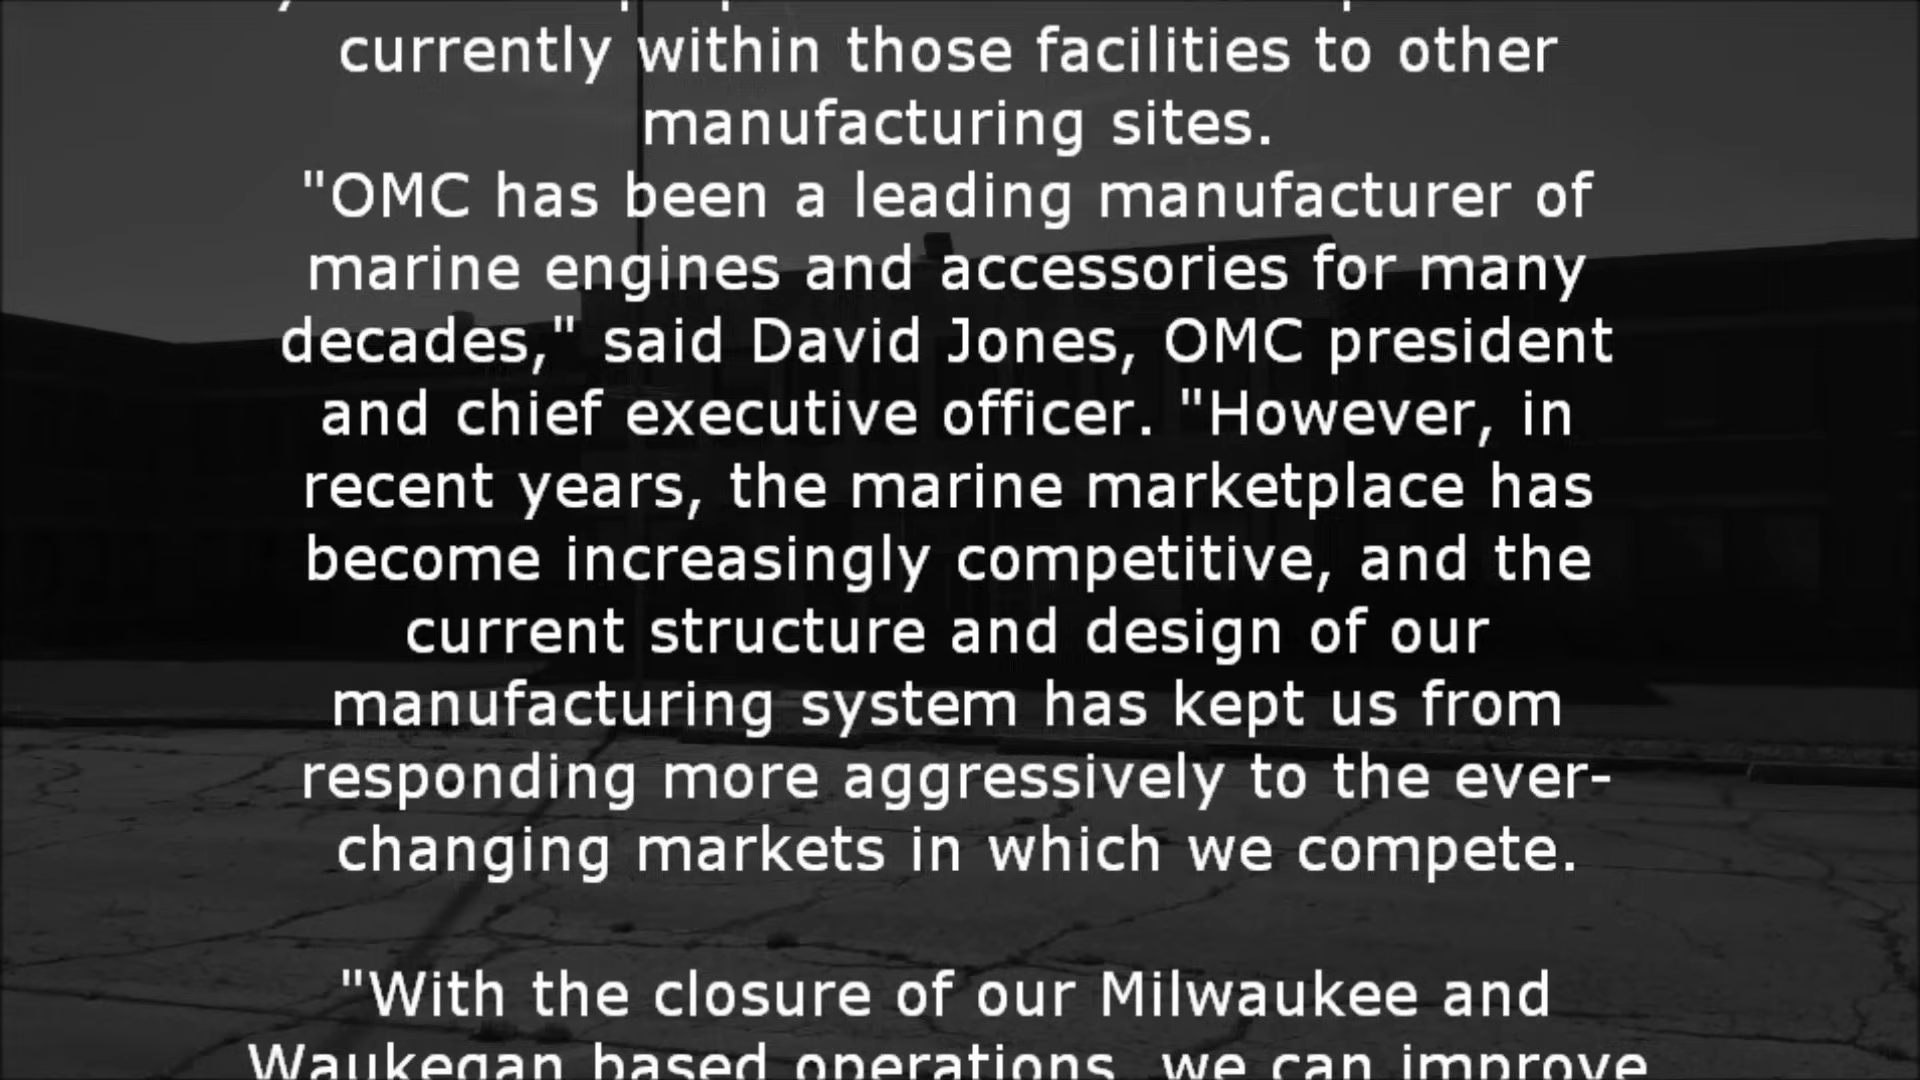 currently within those facilities to other
manufacturing sites.
"OMC has been a leading manufacturer of
marine engines and accessories for many
decades," said David Jones, OMC president
and chief executive officer. "However, in
recent years, the marine marketplace has
become increasingly competitive, and the
current structure and design of our
manufacturing system has kept us from
responding more aggressively to the ever-
changing markets in which we compete.
"With the closure of our Milwaukee and
Waukegan based operations, we can improve